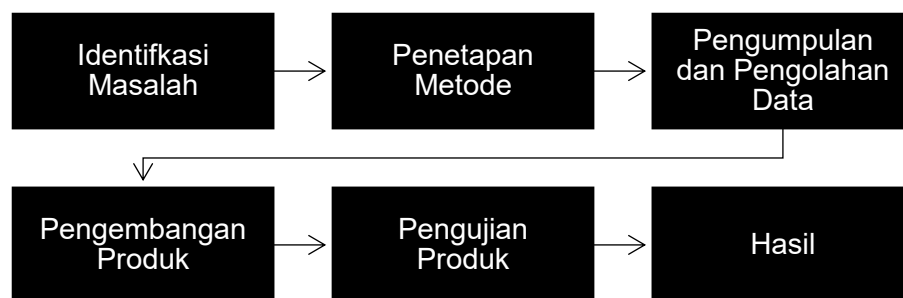 Identifkasi
Masalah
Penetapan
Metode
Pengumpulan
dan Pengolahan
Data
Pengembangan
Produk
Pengujian
Produk
Hasil